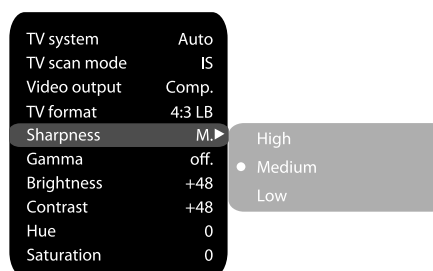 TV system Auto
TV scan mode IS
Video output Comp.
TV format 4:3 LB
Sharpness M.
Gamma off.
Brightness +48
Contrast +48
Hue 0
Saturation 0
High
Medium
Low